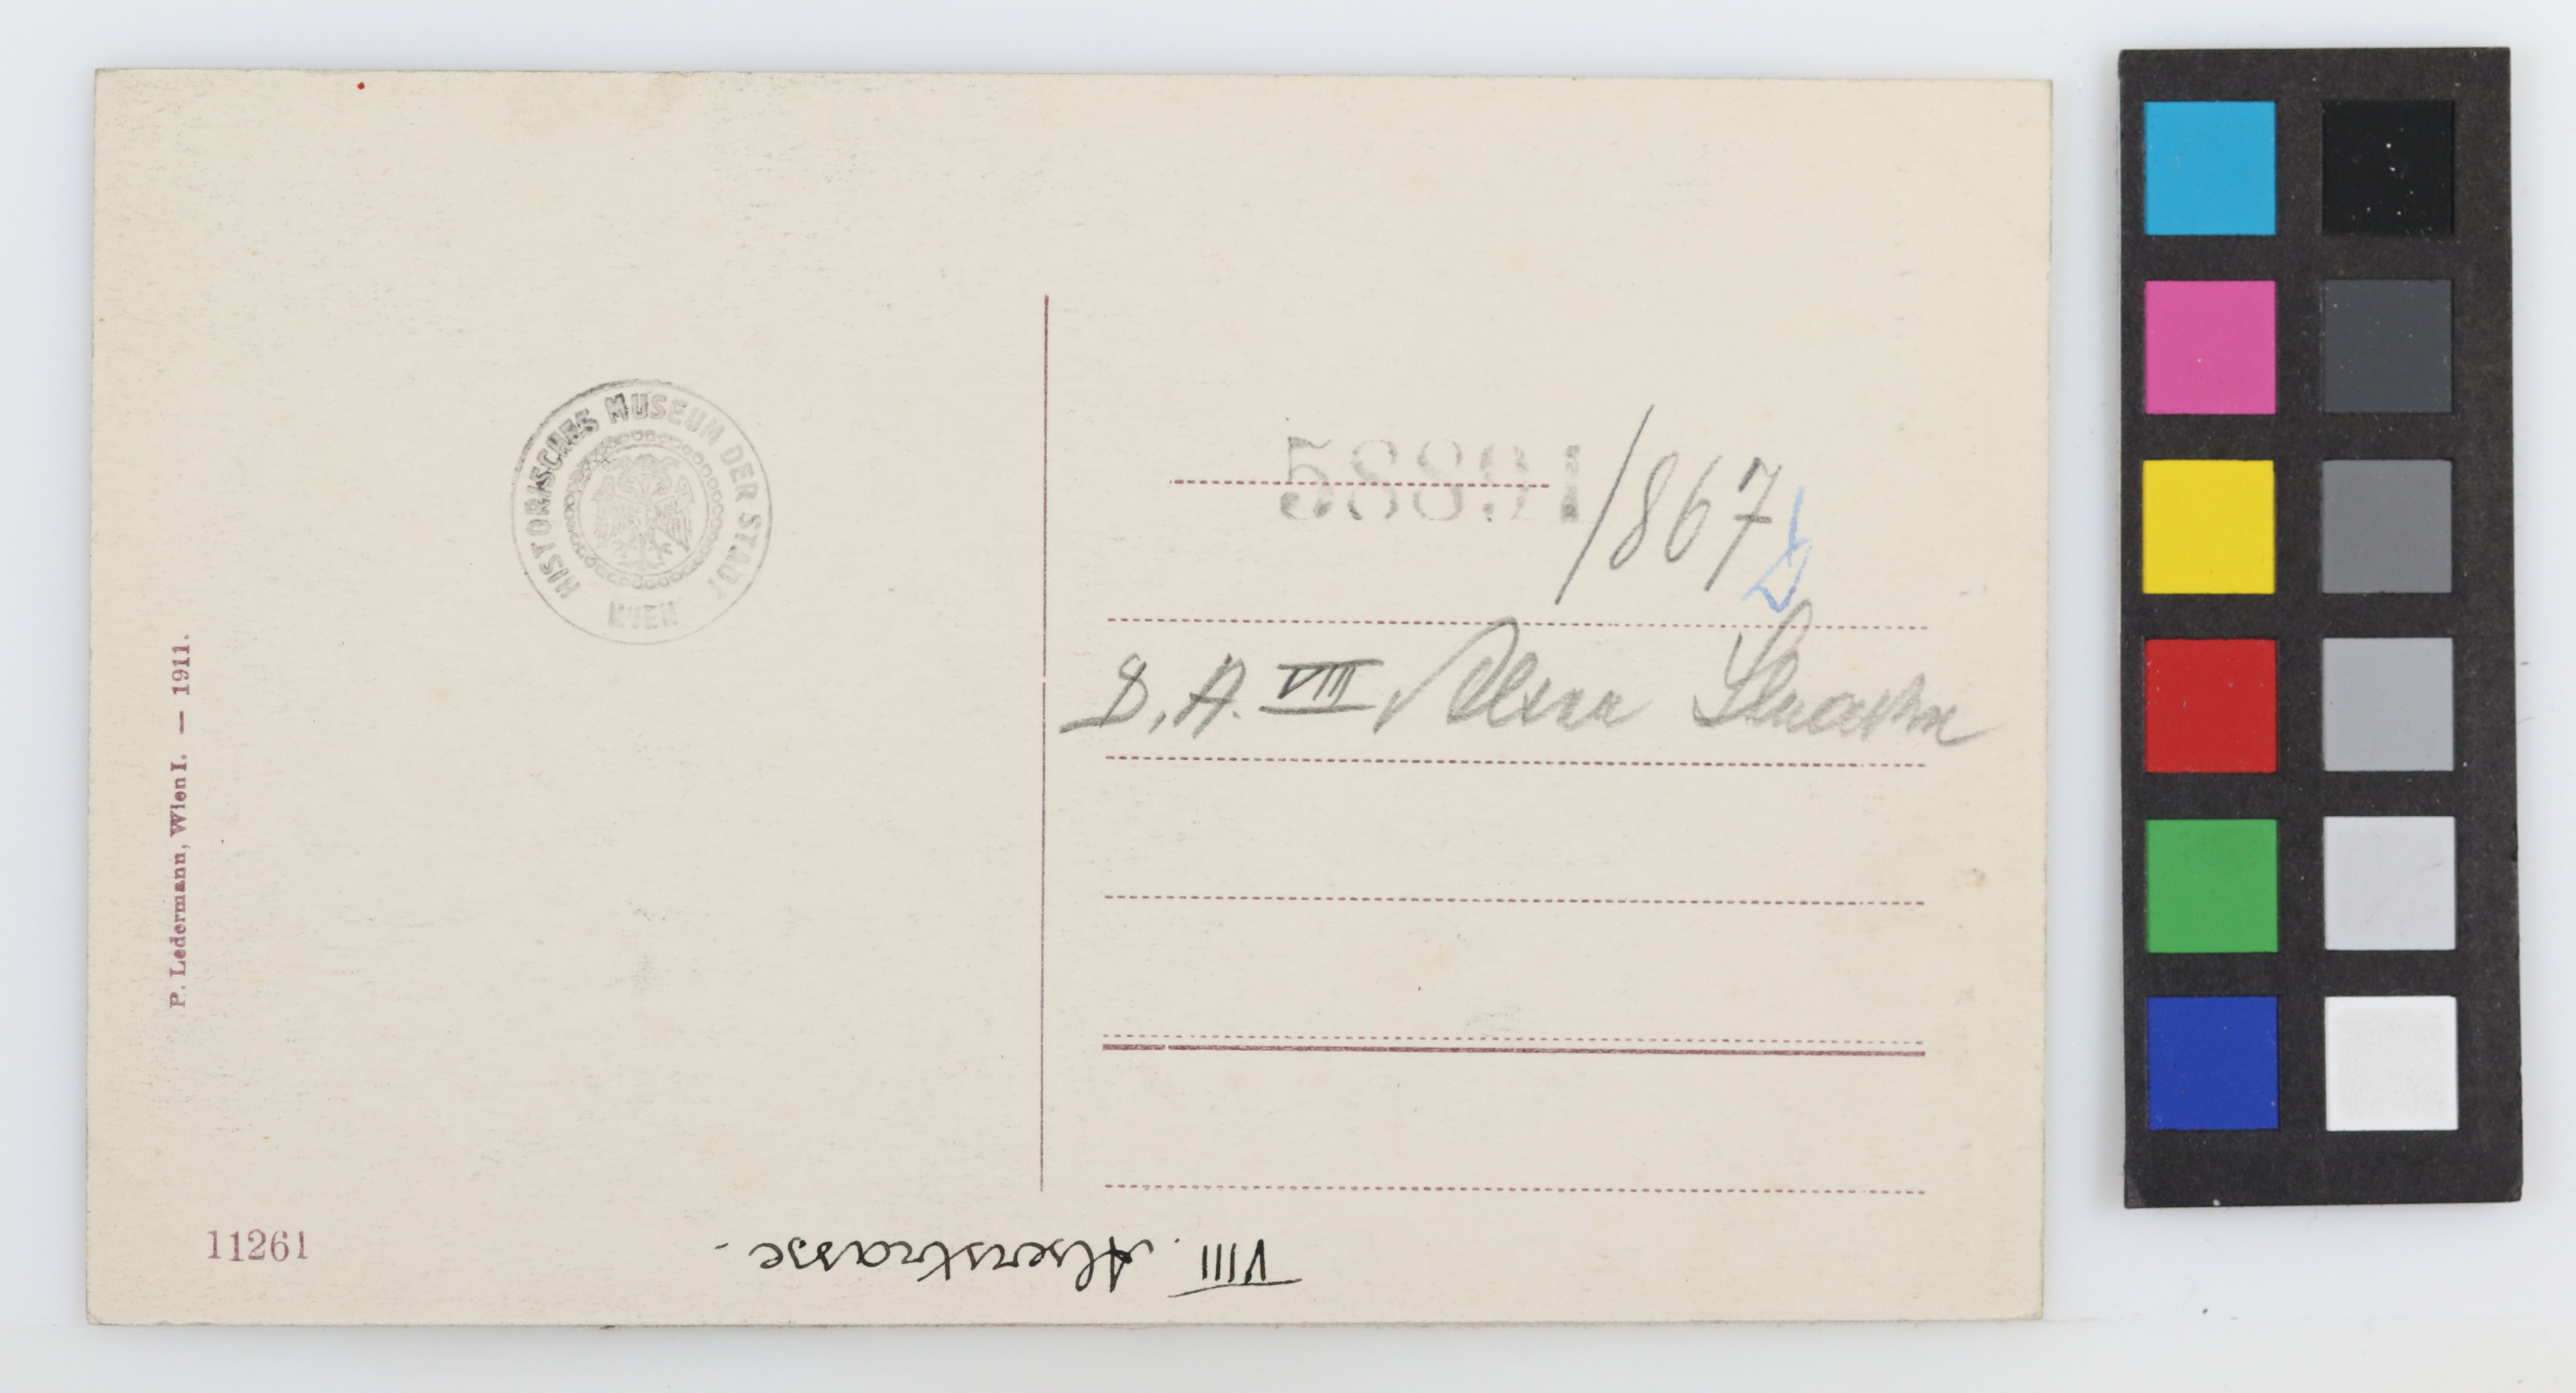 HISTORISCHES MUSEUM DER STADT
WIEN
58891/867
D.A. VIII Alser Strasse
P. Ledermann, Wien I. — 1911.
11261
VIII. Alserstrasse.